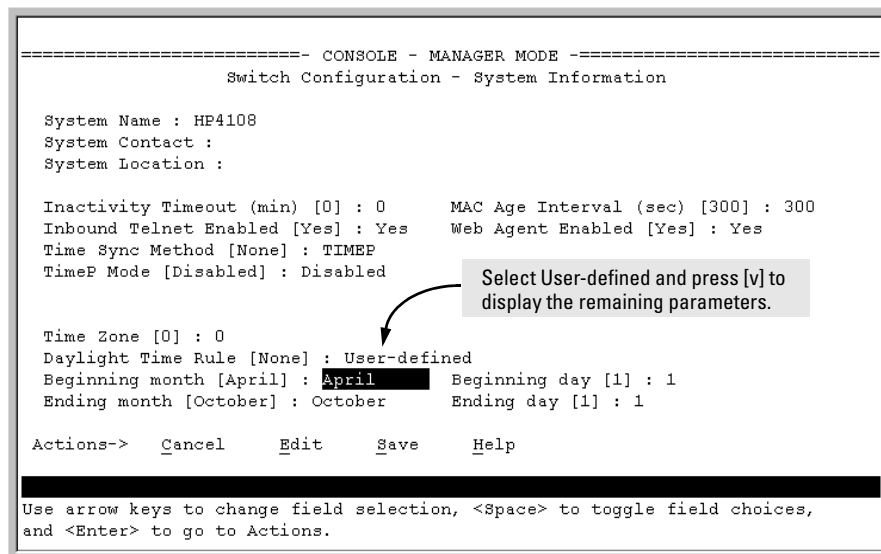 ==========================- CONSOLE - MANAGER MODE -============================
Switch Configuration - System Information
System Name : HP4108
System Contact :
System Location :
Inactivity Timeout (min) [0] : 0 MAC Age Interval (sec) [300] : 300
Inbound Telnet Enabled [Yes] : Yes Web Agent Enabled [Yes] : Yes
Time Sync Method [None] : TIMEP
TimeP Mode [Disabled] : Disabled
Select User-defined and press [v] to
display the remaining parameters.
Time Zone [0] : 0
Daylight Time Rule [None] : User-defined
Beginning month [April] : April Beginning day [1] : 1
Ending month [October] : October Ending day [1] : 1
Actions-> Cancel Edit Save Help
Use arrow keys to change field selection, <Space> to toggle field choices,
and <Enter> to go to Actions.